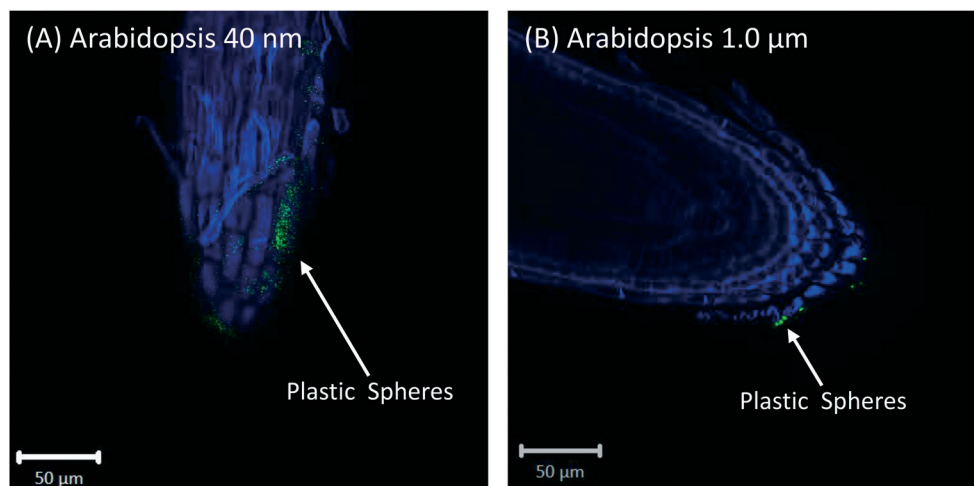 (A) Arabidopsis 40 nm
Plastic Spheres
50 µm
(B) Arabidopsis 1.0 µm
Plastic Spheres
50 µm